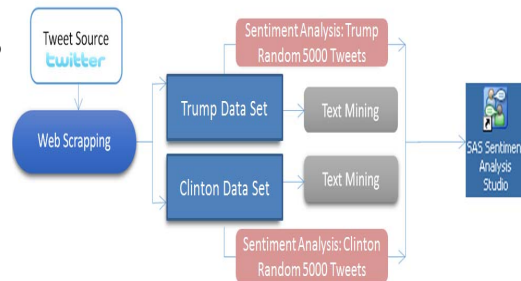 Tweet Source
twitter
Web Scrapping
Sentiment Analysis: Trump
Random 5000 Tweets
Trump Data Set
Text Mining
Clinton Data Set
Text Mining
Sentiment Analysis: Clinton
Random 5000 Tweets
SAS Sentimen
Analysis
Studio